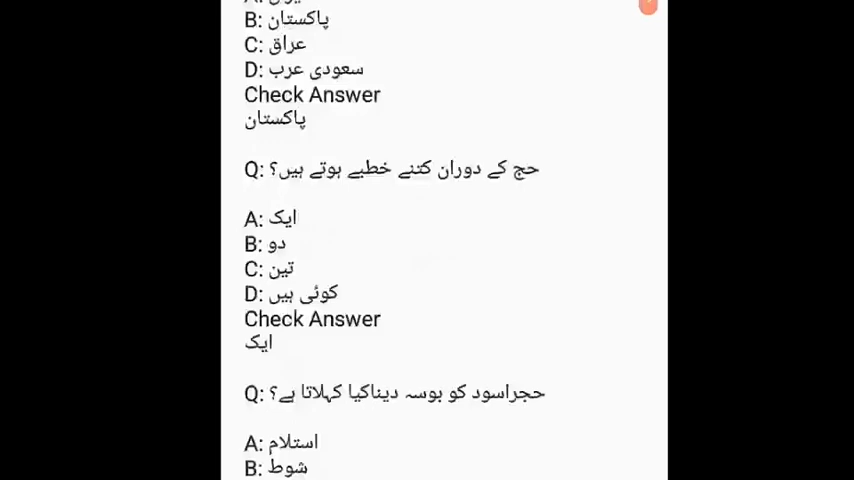 B: پاکستان
C: عراق
D: سعودی عرب
Check Answer
پاکستان
Q: حج کے دوران کتنے خطبے ہوتے ہیں؟
A: ایک
B: دو
C: تین
D: کوئی ہیں
Check Answer
ایک
Q: حجراسود کو بوسہ دیناکیا کہلاتا ہے؟
A: استلام
B: شوط